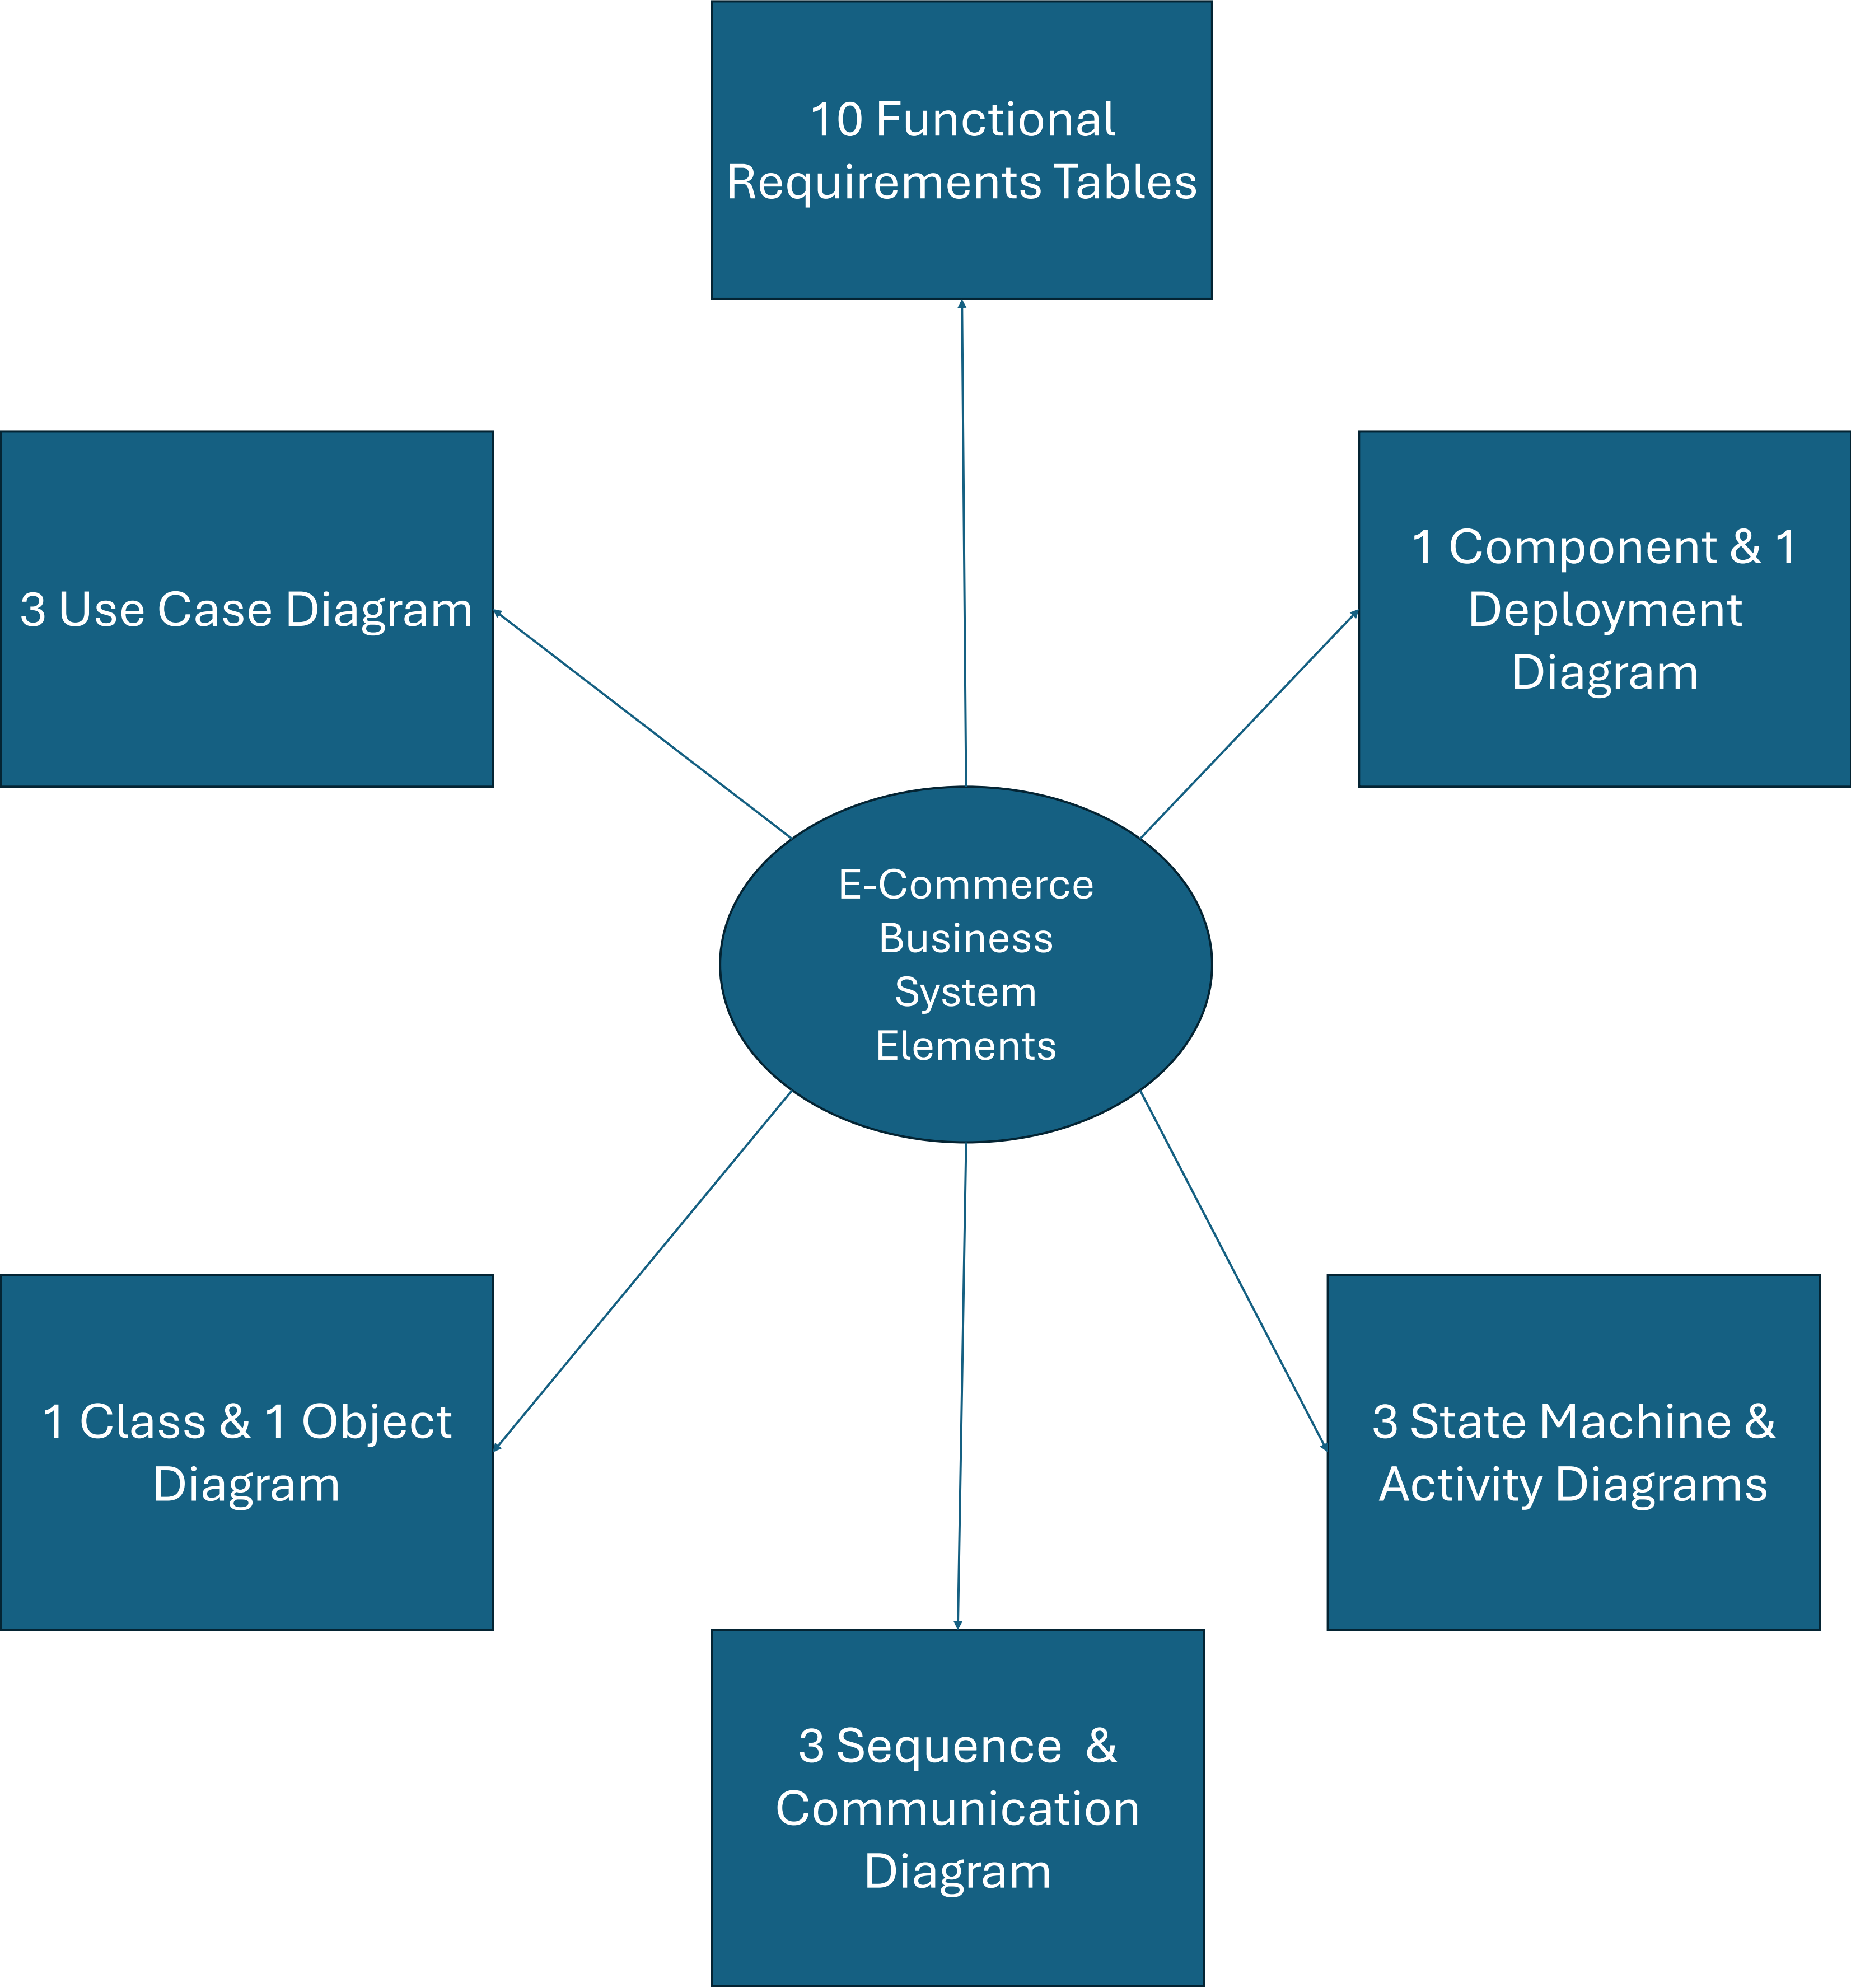 10 Functional
Requirements Tables
3 Use Case Diagram
1 Component & 1
Deployment
Diagram
E-Commerce
Business
System
Elements
1 Class & 1 Object
Diagram
3 State Machine &
Activity Diagrams
3 Sequence  &
Communication
Diagram